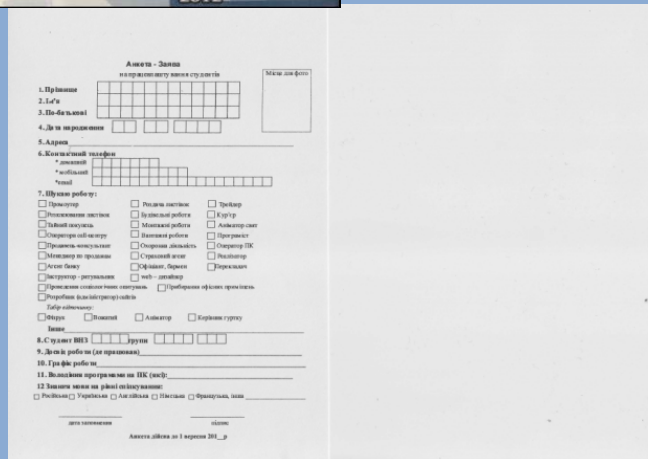 2012
Анкета - Заява
на працевлаштування студентів
Місце для фото
1. Прізвище
2. Ім'я
3. По-батькові
4. Дата народження
5. Адреса
6. Контактний телефон
* домашній
* мобільний
*email
7. Шукаю роботу:
Промоутер Роздача листівок Трейдер
Розклеювання листівок Будівельні роботи Кур'єр
Тайний покупець Монтажні роботи Аніматор свят
Оператори call-центру Вантажні роботи Програміст
Продавець-консультант Охоронна діяльність Оператор ПК
Менеджер по продажам Страховий агент Реалізатор
Агент банку Офіціант, бармен Перекладач
Інструктор - рятувальник web – дизайнер
Проведення соціологічних опитувань Прибирання офісних приміщень
Розробник (адміністратор) сайтів
Табір відпочинку:
Фізрук Вожатий Аніматор Керівник гуртку
Інше
8. Студент ВНЗ групи
9. Досвід роботи (де працював)
10. Графік роботи
11. Володіння програмами на ПК (які):
12 Знання мови на рівні спілкування:
Російська Українська Англійська Німецька Французька, інша
дата заповнення підпис
Анкета дійсна до 1 вересня 201__р